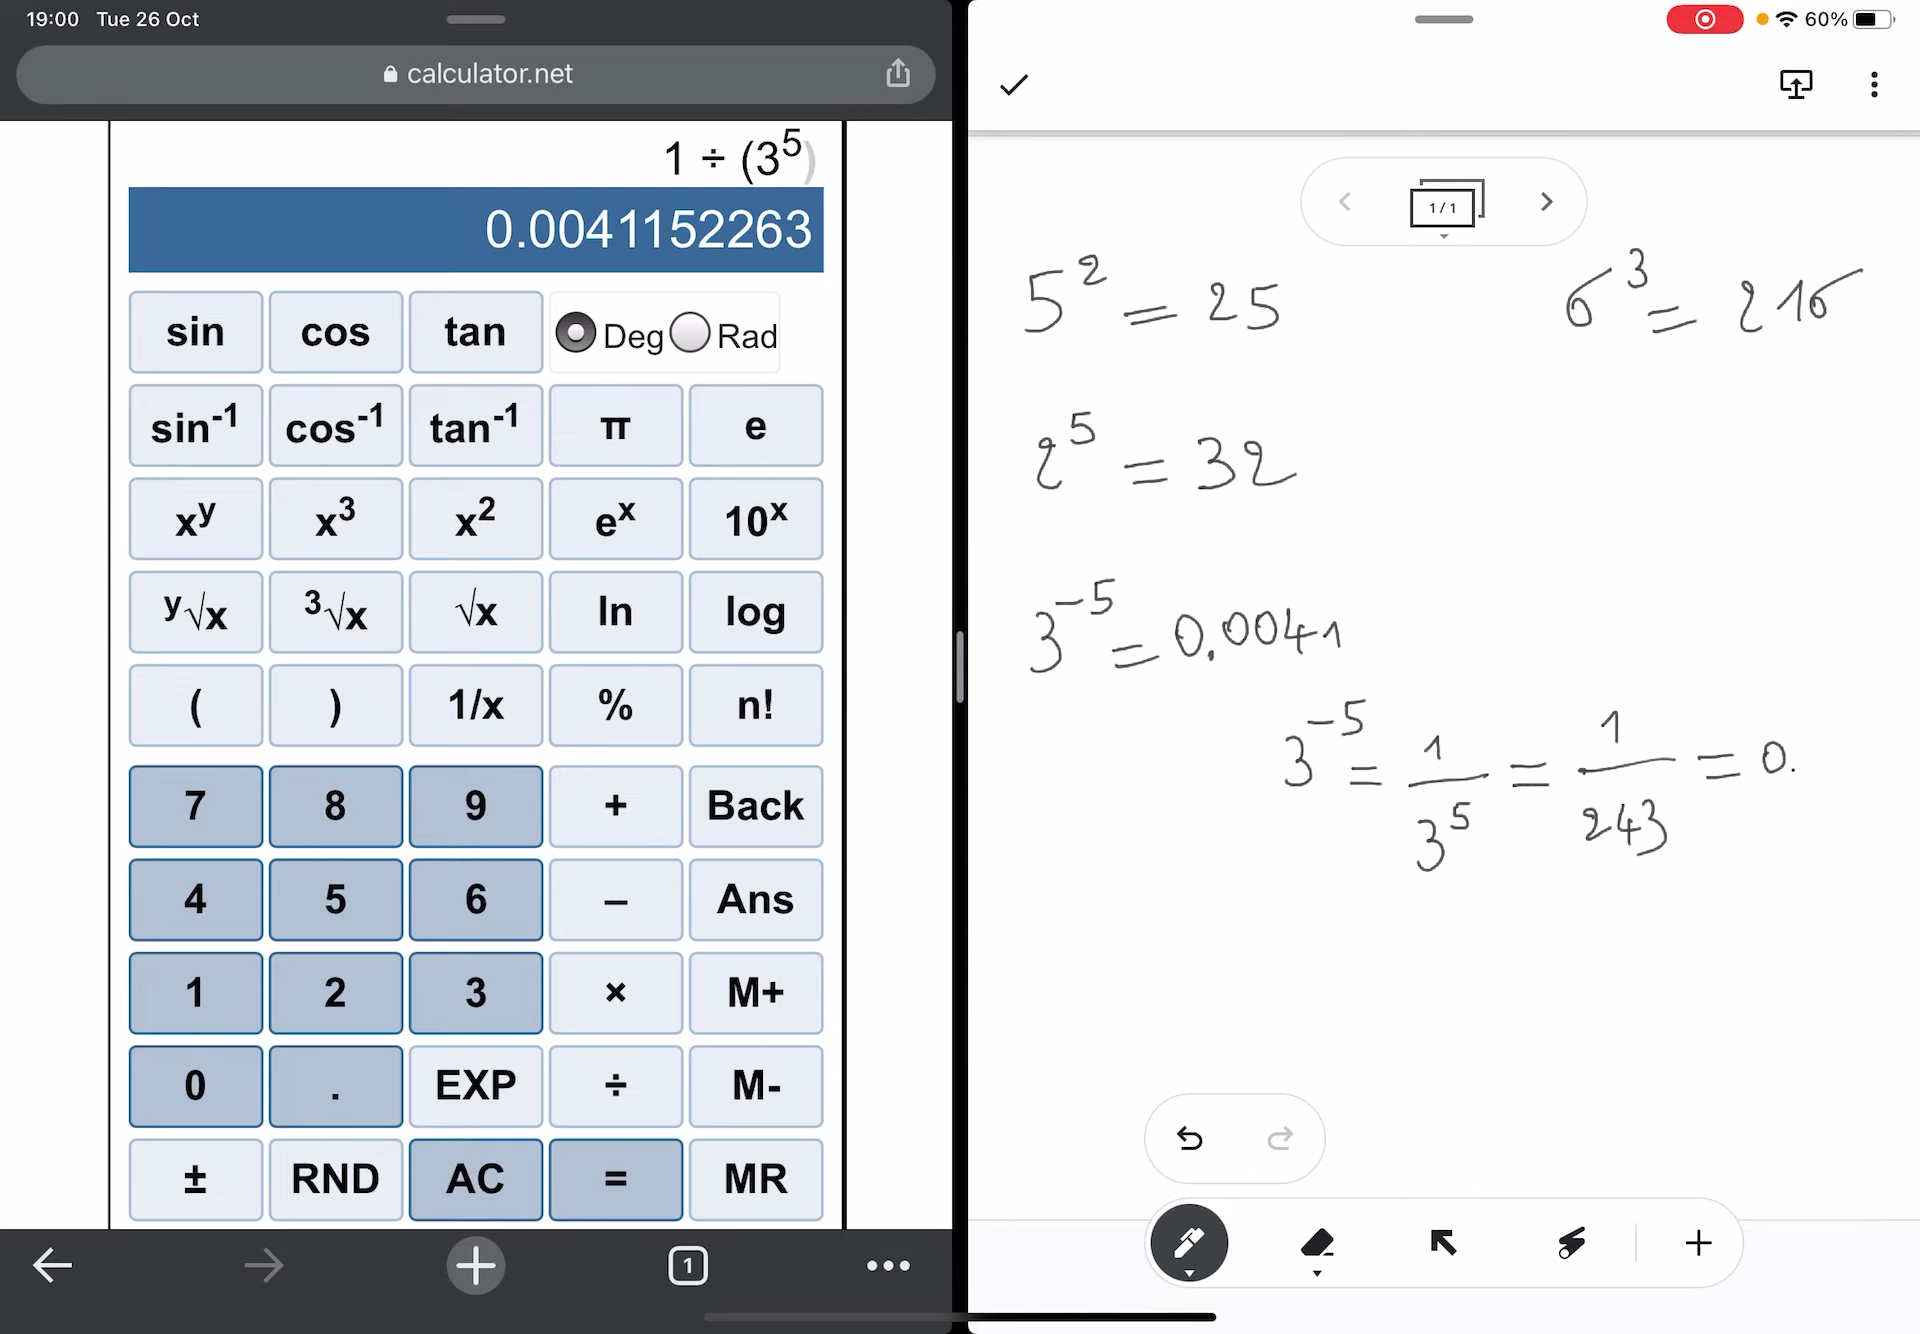 19:00 Tue 26 Oct
calculator.net
1 ÷ (3⁵)
0.0041152263
sin cos tan Deg Rad
sin⁻¹ cos⁻¹ tan⁻¹ π e
xʸ x³ x² eˣ 10ˣ
ʸ√x ³√x √x ln log
( ) 1/x % n!
7 8 9 + Back
4 5 6 – Ans
1 2 3 × M+
0 . EXP ÷ M-
± RND AC = MR
1
60%
1/1
5² = 25 6³ = 216
2⁵ = 32
3⁻⁵ = 0.0041
3⁻⁵ = 1/3⁵ = 1/243 = 0.